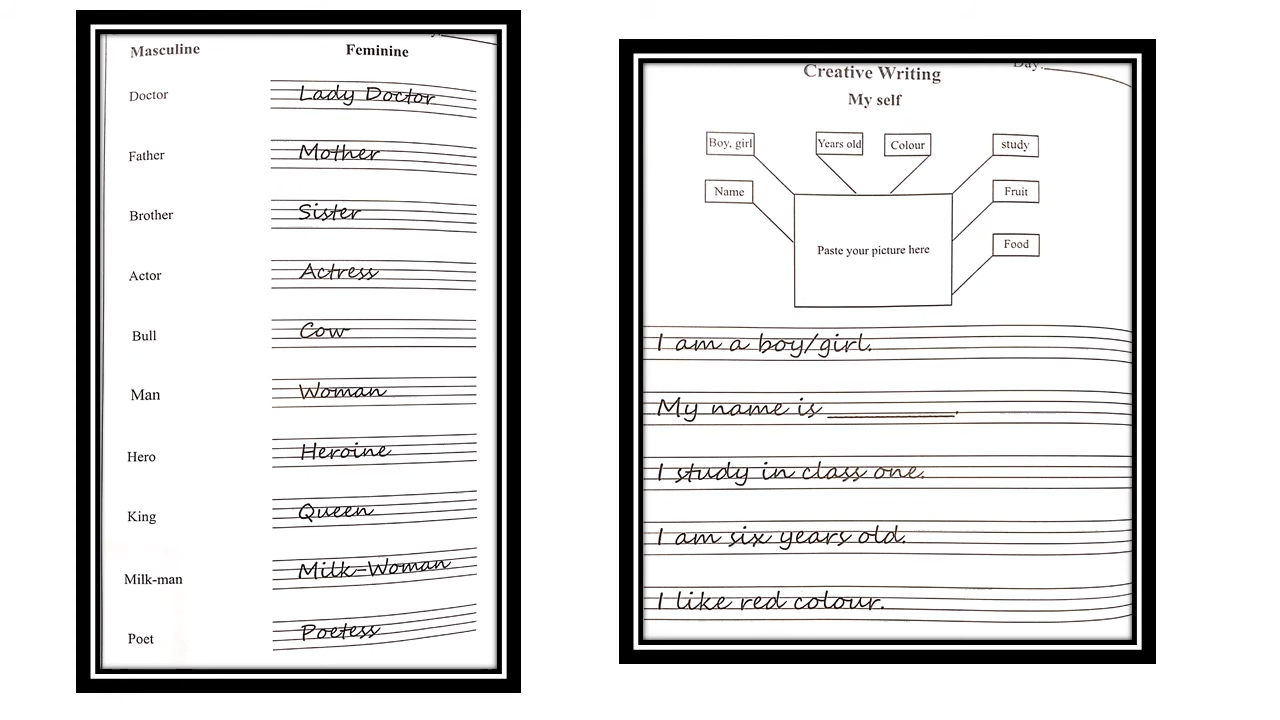 Masculine Feminine
Doctor Lady Doctor
Father Mother
Brother Sister
Actor Actress
Bull Cow
Man Woman
Hero Heroine
King Queen
Milk-man Milk-Woman
Poet Poetess
Day:
Creative Writing
My self
Boy, girl Years old Colour study
Name Fruit
Food
Paste your picture here
I am a boy/girl.
My name is __________.
I study in class one.
I am six years old.
I like red colour.